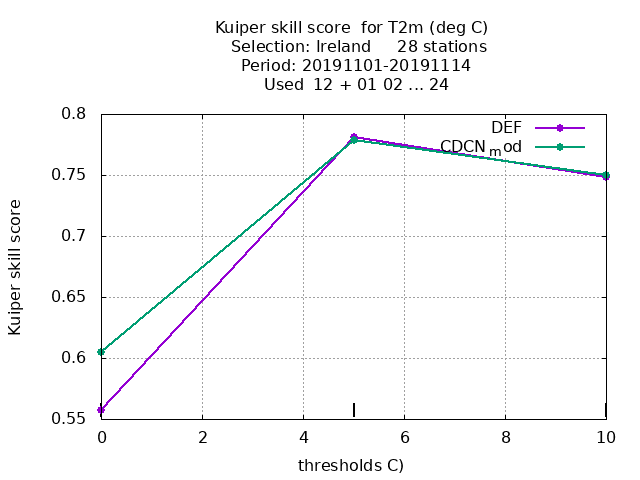 Kuiper skill score  for T2m (deg C)
Selection: Ireland     28 stations
Period: 20191101-20191114
Used  12 + 01 02 ... 24
DEF
CDCN_mod
0.8
0.75
0.7
0.65
0.6
0.55
Kuiper skill score
0 2 4 6 8 10
thresholds C)